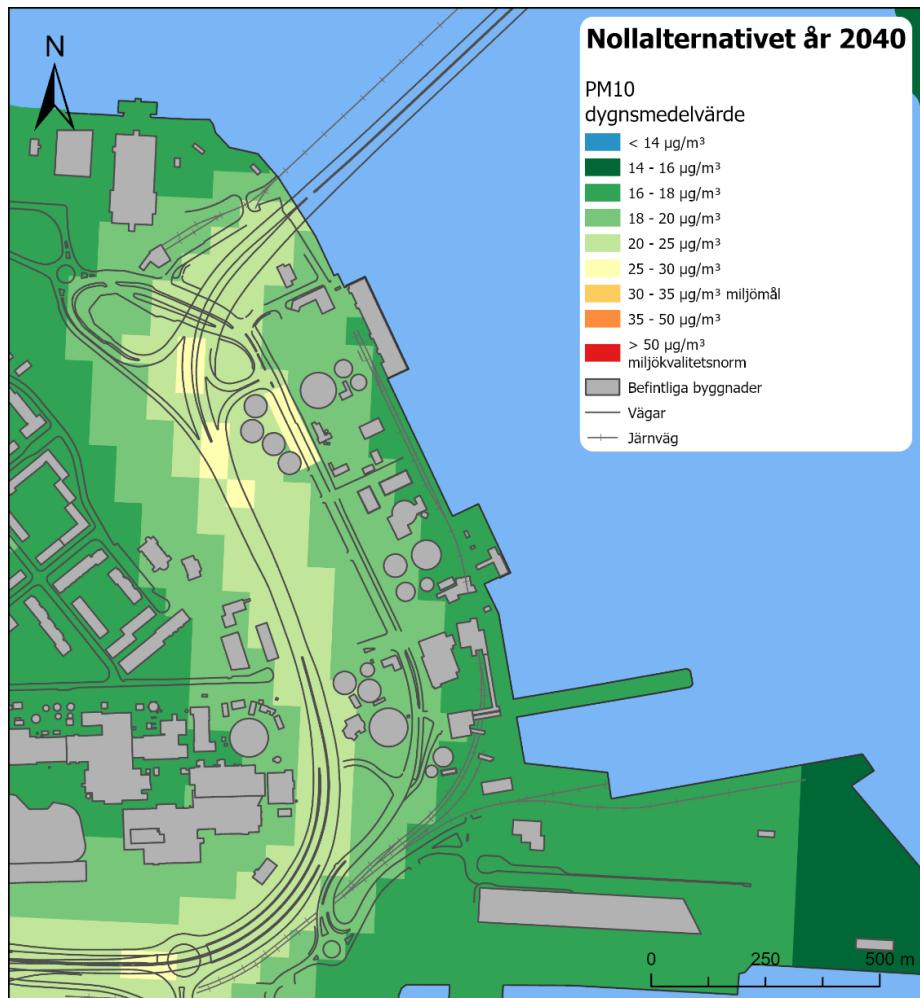 N
Nollalternativet år 2040
PM10
dygnsmedelvärde
< 14 µg/m³
14 - 16 µg/m³
16 - 18 µg/m³
18 - 20 µg/m³
20 - 25 µg/m³
25 - 30 µg/m³
30 - 35 µg/m³ miljömål
35 - 50 µg/m³
> 50 µg/m³
miljökvalitetsnorm
Befintliga byggnader
Vägar
Järnväg
0 250 500 m